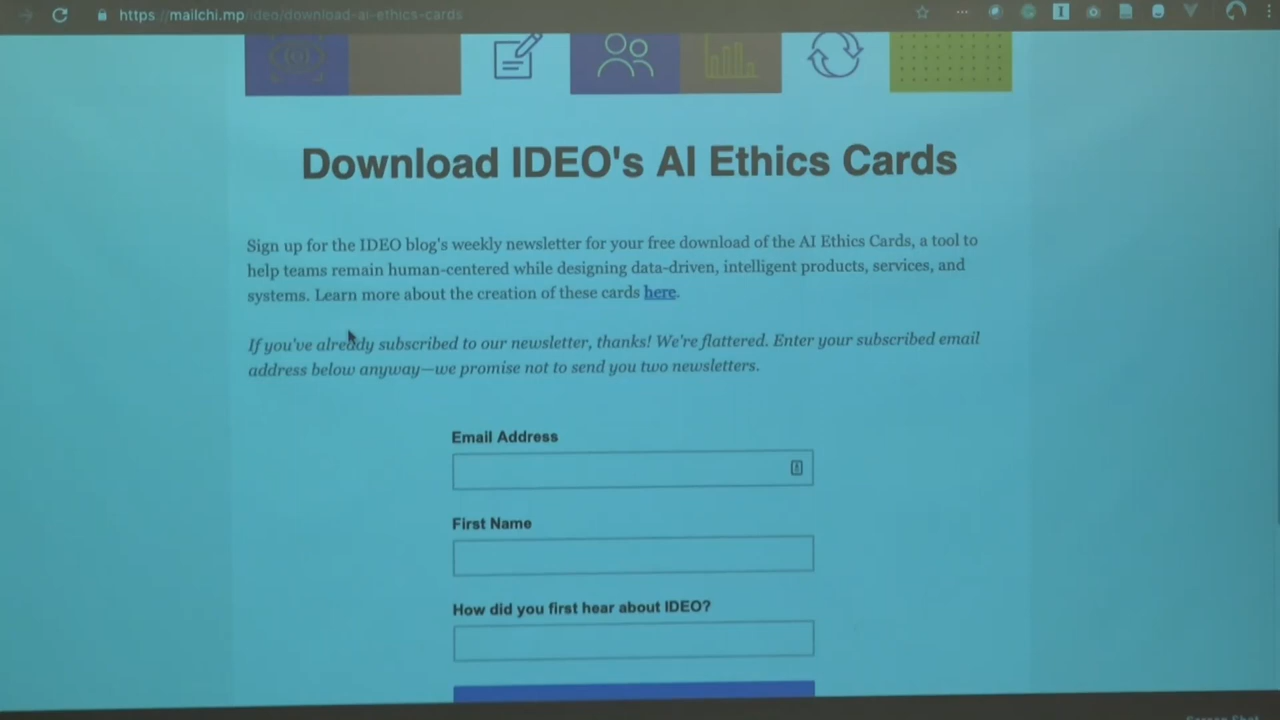 https://mailchi.mp/ideo/download-ai-ethics-cards
Download IDEO's AI Ethics Cards
Sign up for the IDEO blog's weekly newsletter for your free download of the AI Ethics Cards, a tool to
help teams remain human-centered while designing data-driven, intelligent products, services, and
systems. Learn more about the creation of these cards here.
If you've already subscribed to our newsletter, thanks! We're flattered. Enter your subscribed email
address below anyway—we promise not to send you two newsletters.
Email Address
First Name
How did you first hear about IDEO?